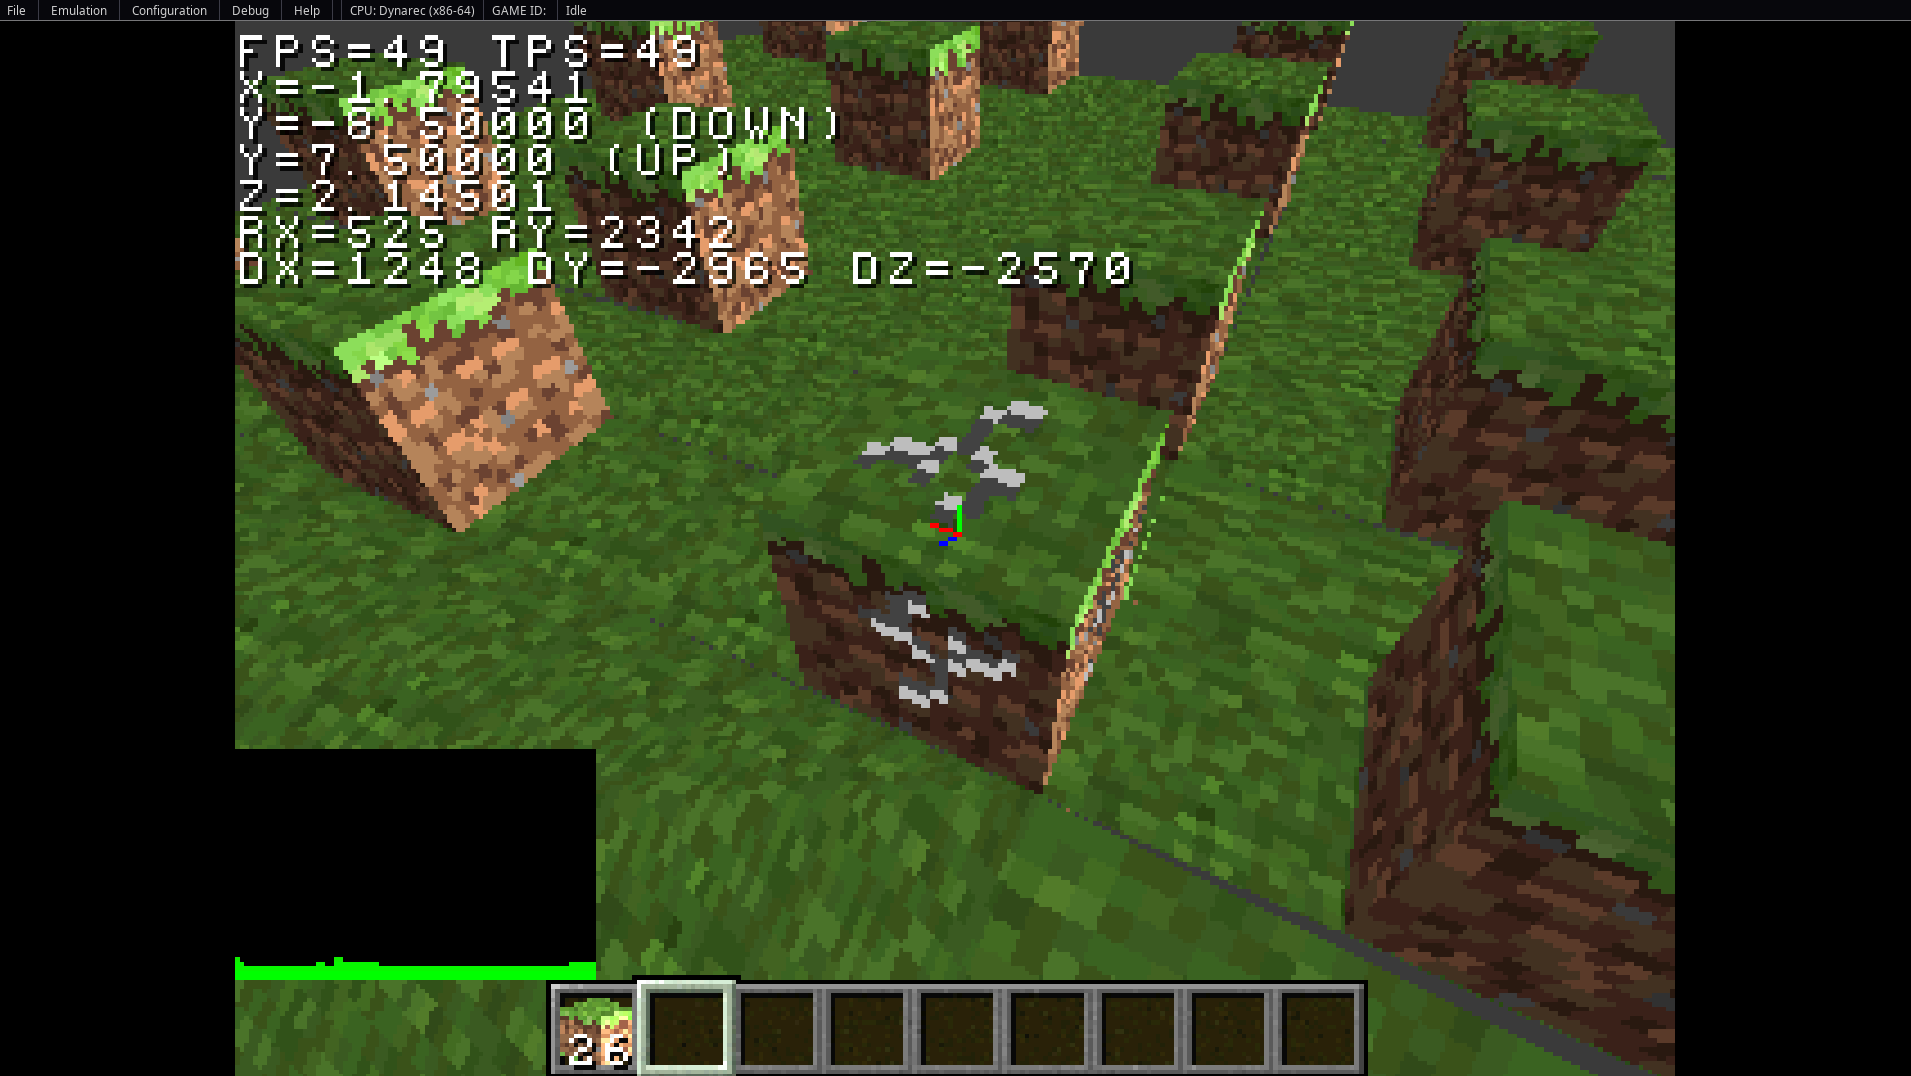 File Emulation Configuration Debug Help CPU: Dynarec (x86-64) GAME ID: Idle
FPS=49 TPS=49
X=-1.79541
Y=-8.50000 (DOWN)
Y=7.50000 (UP)
Z=2.14501
RX=525 RY=2342
DX=1248 DY=-2965 DZ=-2570
26